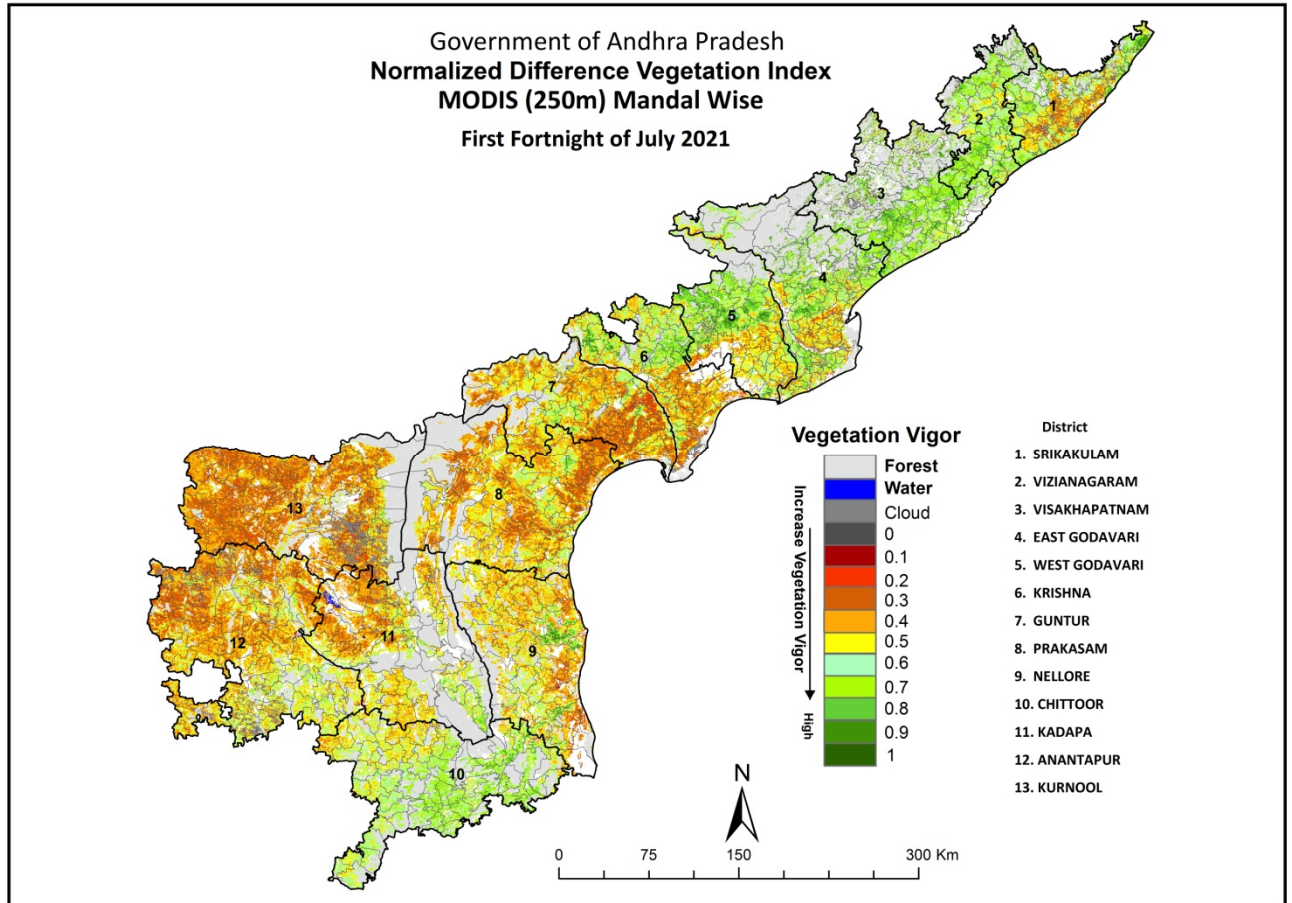 Government of Andhra Pradesh
Normalized Difference Vegetation Index
MODIS (250m) Mandal Wise
First Fortnight of July 2021
1
2
3
4
5
6
7
8
9
10
11
12
13
Vegetation Vigor
Increase Vegetation Vigor
High
Forest
Water
Cloud
0
0.1
0.2
0.3
0.4
0.5
0.6
0.7
0.8
0.9
1
District
1. SRIKAKULAM
2. VIZIANAGARAM
3. VISAKHAPATNAM
4. EAST GODAVARI
5. WEST GODAVARI
6. KRISHNA
7. GUNTUR
8. PRAKASAM
9. NELLORE
10. CHITTOOR
11. KADAPA
12. ANANTAPUR
13. KURNOOL
N
0 75 150 300 Km